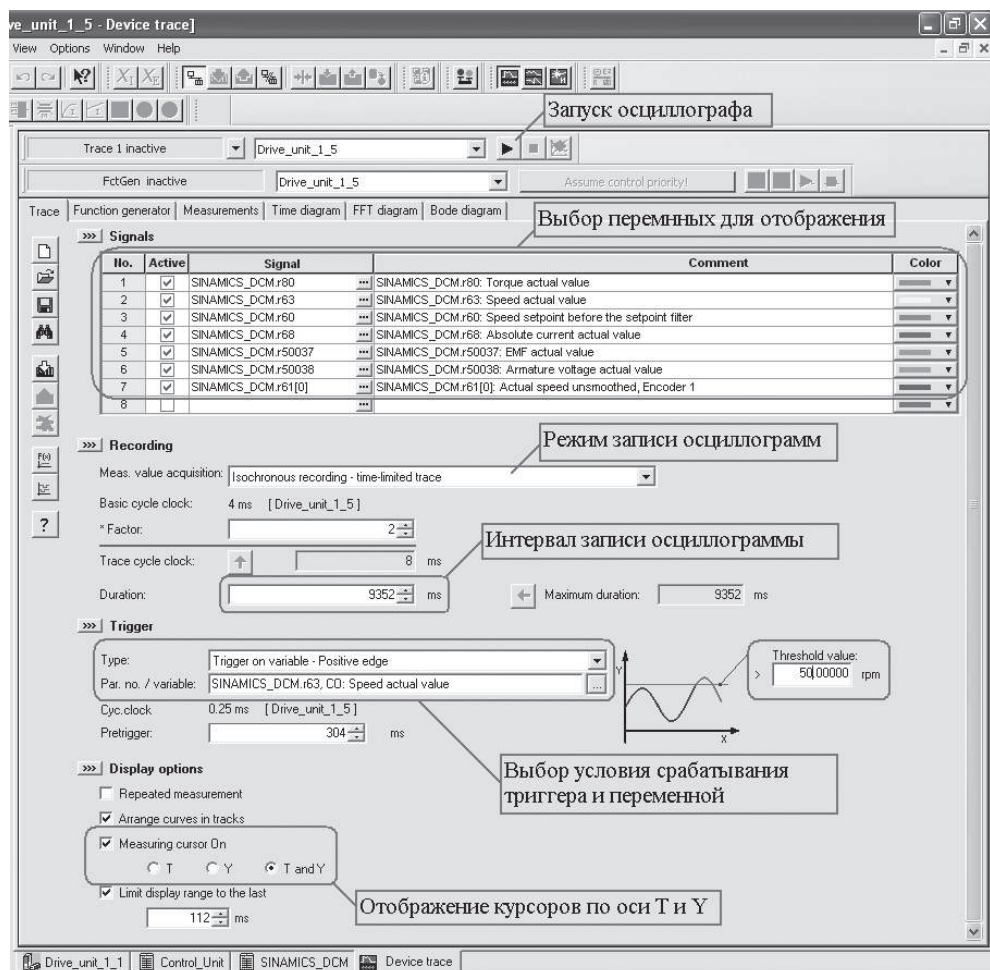 ve_unit_1_5 - Device trace]
View Options Window Help
Запуск осциллографа
Trace 1 inactive Drive_unit_1_5
FctGen inactive Drive_unit_1_5 Assume control priority!
Trace Function generator Measurements Time diagram FFT diagram Bode diagram
Выбор перемнных для отображения
>>> Signals
No. Active Signal Comment Color
1 SINAMICS_DCM.r80 ... SINAMICS_DCM.r80: Torque actual value
2 SINAMICS_DCM.r63 ... SINAMICS_DCM.r63: Speed actual value
3 SINAMICS_DCM.r60 ... SINAMICS_DCM.r60: Speed setpoint before the setpoint filter
4 SINAMICS_DCM.r68 ... SINAMICS_DCM.r68: Absolute current actual value
5 SINAMICS_DCM.r50037 ... SINAMICS_DCM.r50037: EMF actual value
6 SINAMICS_DCM.r50038 ... SINAMICS_DCM.r50038: Armature voltage actual value
7 SINAMICS_DCM.r61[0] ... SINAMICS_DCM.r61[0]: Actual speed unsmoothed, Encoder 1
8 ...
>>> Recording
Режим записи осциллограмм
Meas. value acquisition: Isochronous recording - time-limited trace
Basic cycle clock: 4 ms [ Drive_unit_1_5 ]
* Factor: 2
Интервал записи осциллограммы
Trace cycle clock: 8 ms
Duration: 9352 ms Maximum duration: 9352 ms
>>> Trigger
Type: Trigger on variable - Positive edge
Threshold value:
> 50,00000 rpm
Par. no. / variable: SINAMICS_DCM.r63, CO: Speed actual value ...
Y
X
Cyc.clock 0.25 ms [ Drive_unit_1_5 ]
Pretrigger: 304 ms
Выбор условия срабатывания
триггера и переменной
>>> Display options
Repeated measurement
Arrange curves in tracks
Measuring cursor On
T Y T and Y
Limit display range to the last
112 ms
Отображение курсоров по оси T и Y
Drive_unit_1_1 Control_Unit SINAMICS_DCM Device trace